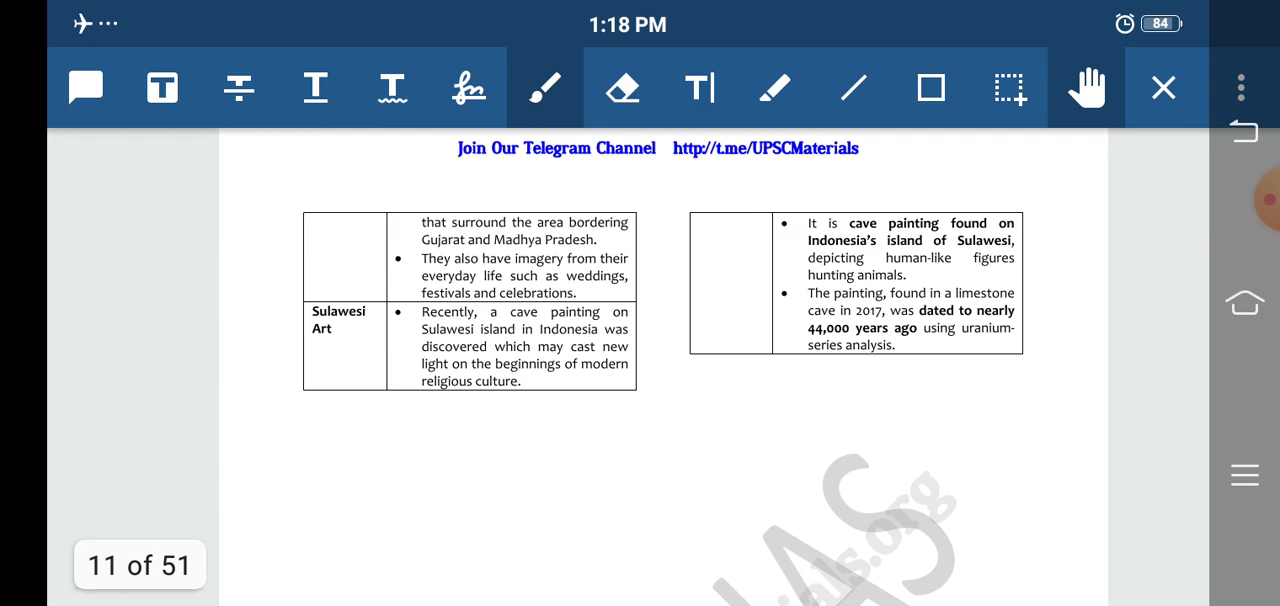 1:18 PM
84
Join Our Telegram Channel http://t.me/UPSCMaterials
that surround the area bordering
Gujarat and Madhya Pradesh.
• They also have imagery from their
everyday life such as weddings,
festivals and celebrations.
Sulawesi
Art
• Recently, a cave painting on
Sulawesi island in Indonesia was
discovered which may cast new
light on the beginnings of modern
religious culture.
• It is cave painting found on
Indonesia's island of Sulawesi,
depicting human-like figures
hunting animals.
• The painting, found in a limestone
cave in 2017, was dated to nearly
44,000 years ago using uranium-
series analysis.
11 of 51